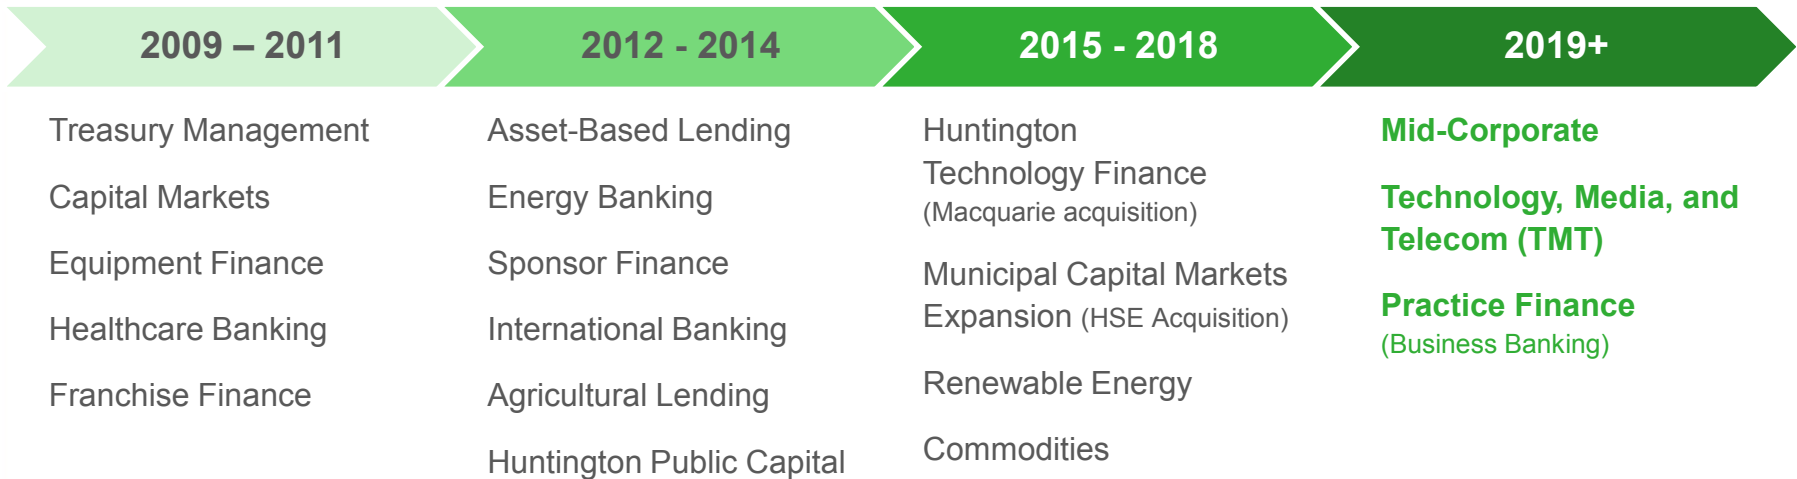 2009 – 2011
2012 - 2014
2015 - 2018
2019+
Treasury Management
Capital Markets
Equipment Finance
Healthcare Banking
Franchise Finance
Asset-Based Lending
Energy Banking
Sponsor Finance
International Banking
Agricultural Lending
Huntington Public Capital
Huntington
Technology Finance
(Macquarie acquisition)
Municipal Capital Markets
Expansion (HSE Acquisition)
Renewable Energy
Commodities
Mid-Corporate
Technology, Media, and
Telecom (TMT)
Practice Finance
(Business Banking)